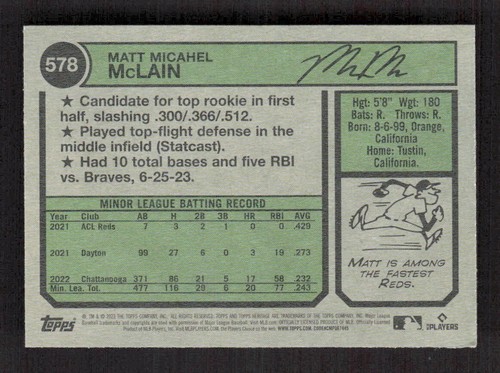 578
MATT MICAHEL
McLAIN
★ Candidate for top rookie in first
half, slashing .300/.366/.512.
★ Played top-flight defense in the
middle infield (Statcast).
★ Had 10 total bases and five RBI
vs. Braves, 6-25-23.
Hgt: 5'8" Wgt: 180
Bats: R. Throws: R.
Born: 8-6-99, Orange,
California
Home: Tustin,
California.
MINOR LEAGUE BATTING RECORD
Year Club AB H 2B 3B HR RBI AVG
2021 ACL Reds 7 3 2 1 0 0 .429
2021 Dayton 99 27 6 0 3 19 .273
2022 Chattanooga 371 86 21 5 17 58 .232
Min. Lea. Tot. 477 116 29 6 20 77 .243
MATT IS AMONG
THE FASTEST
REDS.
Topps
PLAYERS